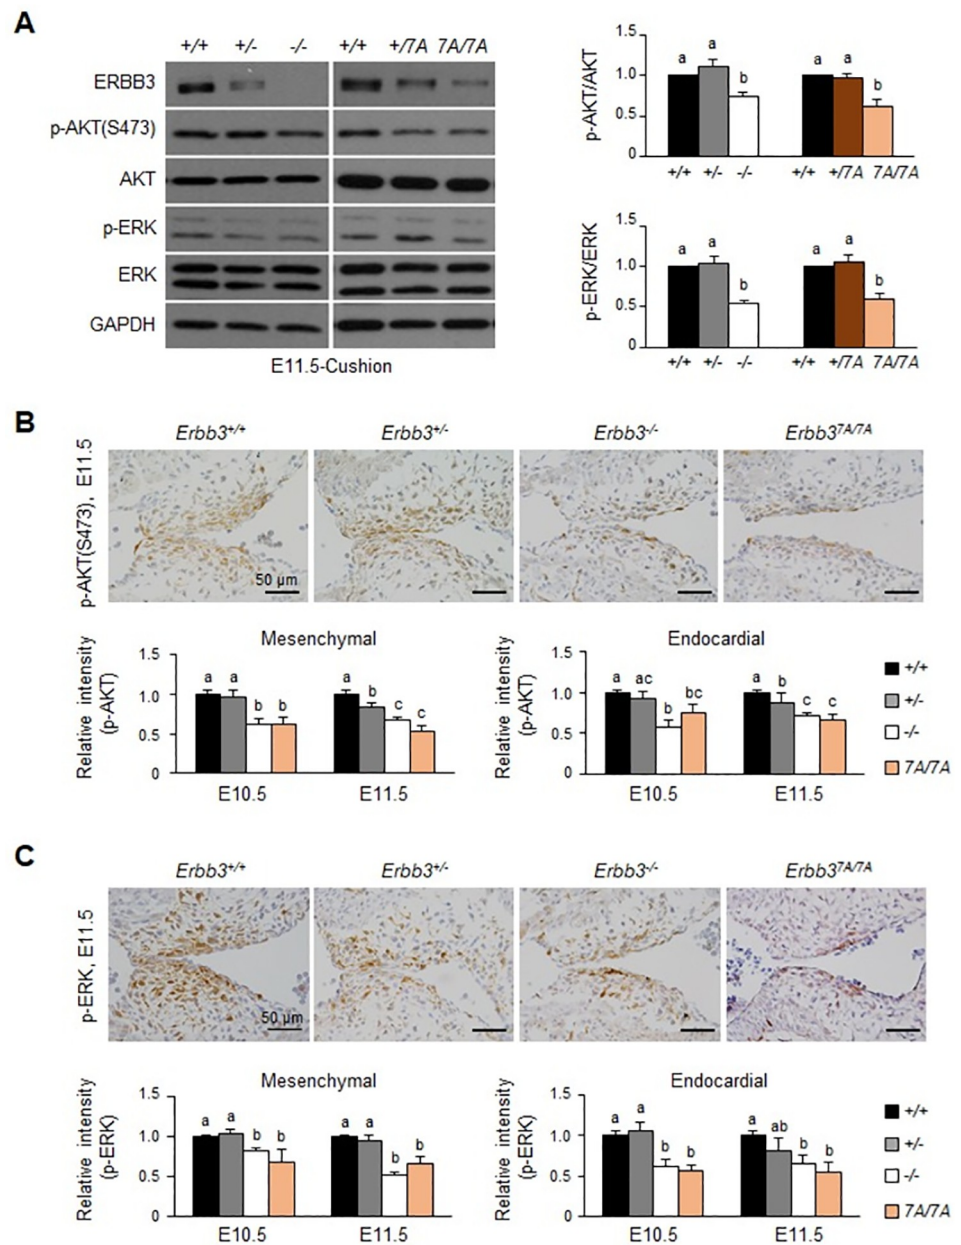 A
+/+ +/- -/- +/+ +/7A 7A/7A
ERBB3
p-AKT(S473)
AKT
p-ERK
ERK
GAPDH
E11.5-Cushion
p-AKT/AKT
1.5
1.0
0.5
0
a a b a a b
+/+ +/- -/- +/+ +/7A 7A/7A
p-ERK/ERK
1.5
1.0
0.5
0
a a b a a b
+/+ +/- -/- +/+ +/7A 7A/7A
B
Erbb3+/+ Erbb3+/- Erbb3-/- Erbb37A/7A
p-AKT(S473), E11.5
50 µm
Mesenchymal
Relative intensity
(p-AKT)
1.5
1.0
0.5
0
a a b b a b c c
E10.5 E11.5
Endocardial
Relative intensity
(p-AKT)
1.5
1.0
0.5
0
a ac b bc a b c c
E10.5 E11.5
+/+
+/-
-/-
7A/7A
C
Erbb3+/+ Erbb3+/- Erbb3-/- Erbb37A/7A
p-ERK, E11.5
50 µm
Mesenchymal
Relative intensity
(p-ERK)
1.5
1.0
0.5
0
a a b b a a b b
E10.5 E11.5
Endocardial
Relative intensity
(p-ERK)
1.5
1.0
0.5
0
a a b b a ab b b
E10.5 E11.5
+/+
+/-
-/-
7A/7A